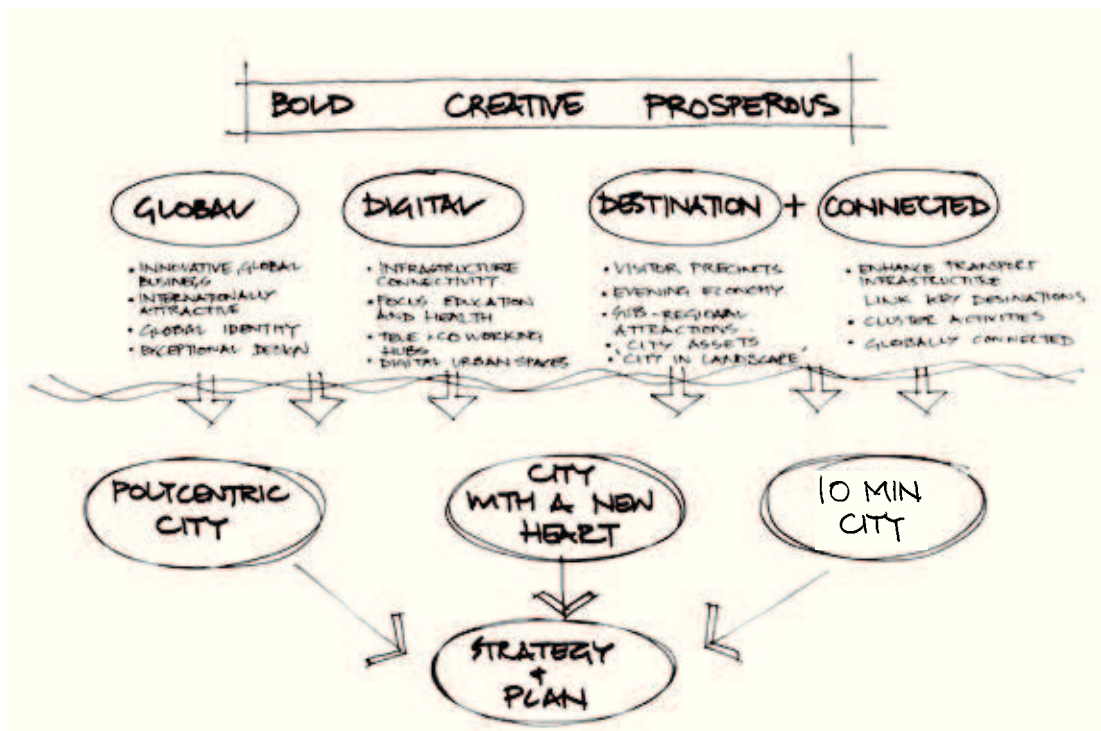 BOLD CREATIVE PROSPEROUS
GLOBAL
• INNOVATIVE, GLOBAL
BUSINESS
• INTERNATIONALLY
ATTRACTIVE
• GLOBAL IDENTITY
• EXCEPTIONAL DESIGN
DIGITAL
• INFRASTRUCTURE
CONNECTIVITY
• FOCUS EDUCATION
AND HEALTH
• TELE + CO WORKING
HUBS
• DIGITAL URBAN SPACES
DESTINATION +
• VISITOR PRECINCTS
• EVENING ECONOMY
• SUB-REGIONAL
ATTRACTIONS
• CITY ASSETS
• 'CITY IN LANDSCAPE'
CONNECTED
• ENHANCE TRANSPORT
INFRASTRUCTURE
LINK KEY DESINATIONS
• CLUSTER ACTIVITIES
• GLOBALLY CONNECTED
POLYCENTRIC
CITY
CITY
WITH A NEW
HEART
10 MIN
CITY
STRATEGY
+
PLAN